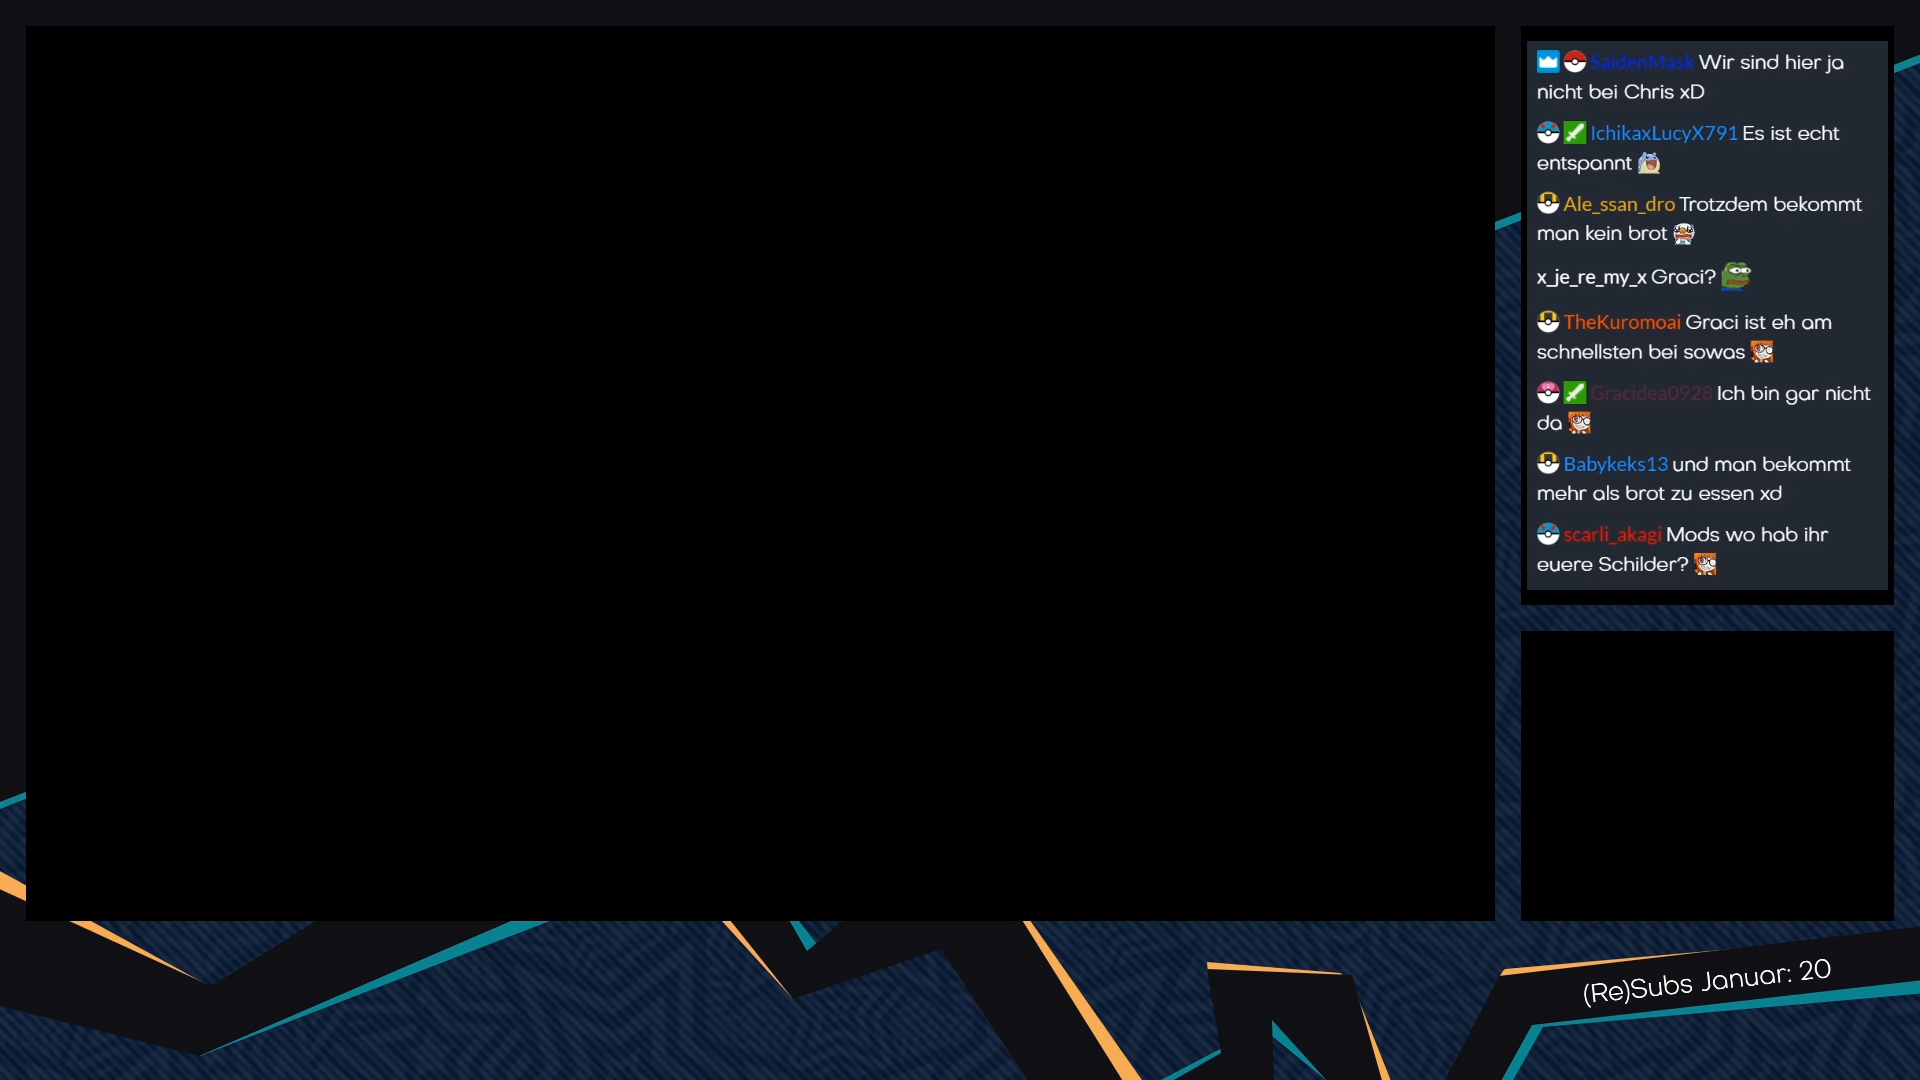 SaidenMask Wir sind hier ja
nicht bei Chris xD
IchikaxLucyX791 Es ist echt
entspannt
Ale_ssan_dro Trotzdem bekommt
man kein brot
x_je_re_my_x Graci?
TheKuromoai Graci ist eh am
schnellsten bei sowas
Gracidea0928 Ich bin gar nicht
da
Babykeks13 und man bekommt
mehr als brot zu essen xd
scarli_akagi Mods wo hab ihr
euere Schilder?
(Re)Subs Januar: 20